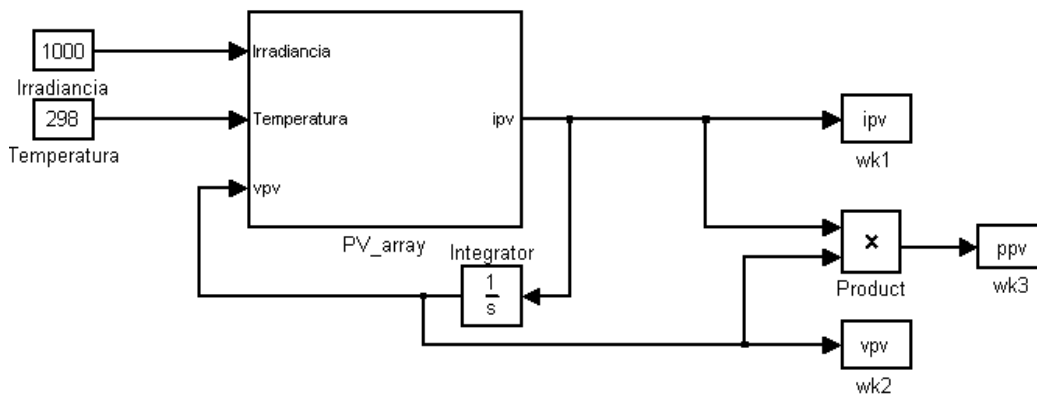 1000
Irradiancia
298
Temperatura
Irradiancia
Temperatura
vpv
ipv
PV_array
Integrator
1
s
ipv
wk1
×
Product
ppv
wk3
vpv
wk2